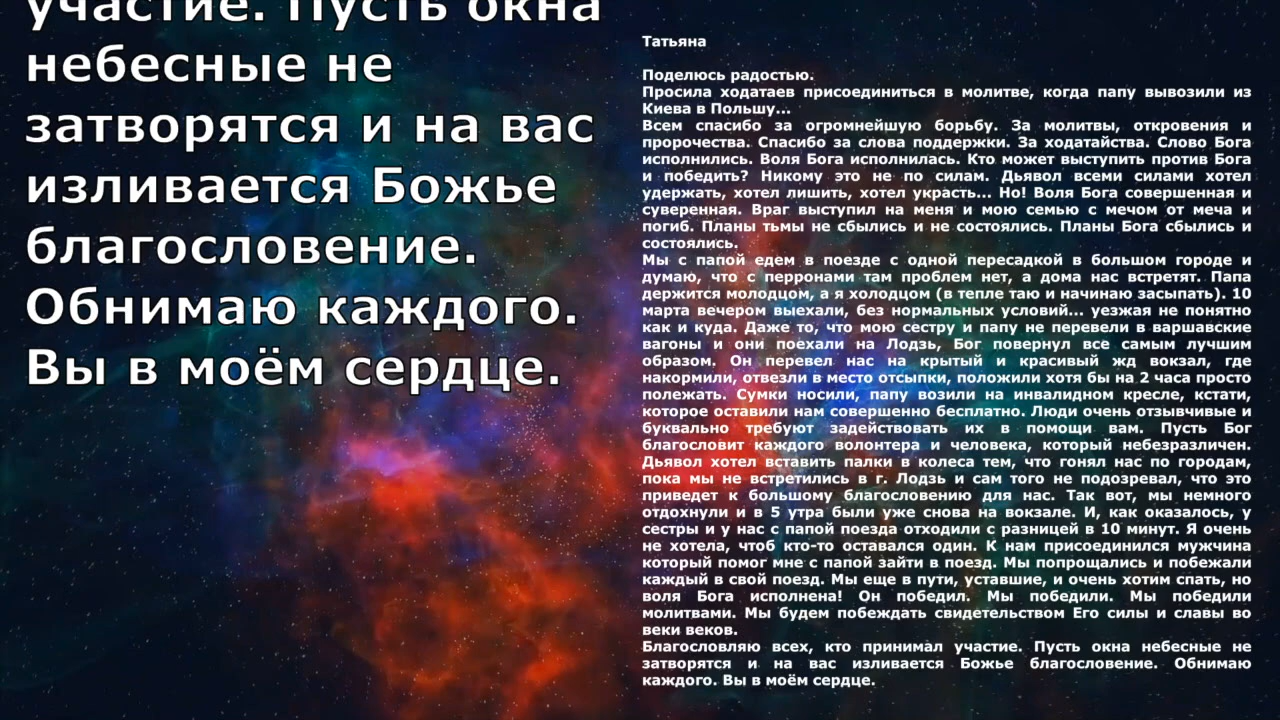 участие. Пусть окна
небесные не
затворятся и на вас
изливается Божье
благословение.
Обнимаю каждого.
Вы в моём сердце.
Татьяна
Поделюсь радостью.
Просила ходатаев присоединиться в молитве, когда папу вывозили из
Киева в Польшу...
Всем спасибо за огромнейшую борьбу. За молитвы, откровения и
пророчества. Спасибо за слова поддержки. За ходатайства. Слово Бога
исполнились. Воля Бога исполнилась. Кто может выступить против Бога
и победить? Никому это не по силам. Дьявол всеми силами хотел
удержать, хотел лишить, хотел украсть... Но! Воля Бога совершенная и
суверенная. Враг выступил на меня и мою семью с мечом от меча и
погиб. Планы тьмы не сбылись и не состоялись. Планы Бога сбылись и
состоялись.
Мы с папой едем в поезде с одной пересадкой в большом городе и
думаю, что с перронами там проблем нет, а дома нас встретят. Папа
держится молодцом, а я холодцом (в тепле таю и начинаю засыпать). 10
марта вечером выехали, без нормальных условий... уезжая не понятно
как и куда. Даже то, что мою сестру и папу не перевели в варшавские
вагоны и они поехали на Лодзь, Бог повернул все самым лучшим
образом. Он перевел нас на крытый и красивый жд вокзал, где
накормили, отвезли в место отсыпки, положили хотя бы на 2 часа просто
полежать. Сумки носили, папу возили на инвалидном кресле, кстати,
которое оставили нам совершенно бесплатно. Люди очень отзывчивые и
буквально требуют задействовать их в помощи вам. Пусть Бог
благословит каждого волонтера и человека, который небезразличен.
Дьявол хотел вставить палки в колеса тем, что гонял нас по городам,
пока мы не встретились в г. Лодзь и сам того не подозревал, что это
приведет к большому благословению для нас. Так вот, мы немного
отдохнули и в 5 утра были уже снова на вокзале. И, как оказалось, у
сестры и у нас с папой поезда отходили с разницей в 10 минут. Я очень
не хотела, чтоб кто-то оставался один. К нам присоединился мужчина
который помог мне с папой зайти в поезд. Мы попрощались и побежали
каждый в свой поезд. Мы еще в пути, уставшие, и очень хотим спать, но
воля Бога исполнена! Он победил. Мы победили. Мы победили
молитвами. Мы будем побеждать свидетельством Его силы и славы во
веки веков.
Благословляю всех, кто принимал участие. Пусть окна небесные не
затворятся и на вас изливается Божье благословение. Обнимаю
каждого. Вы в моём сердце.